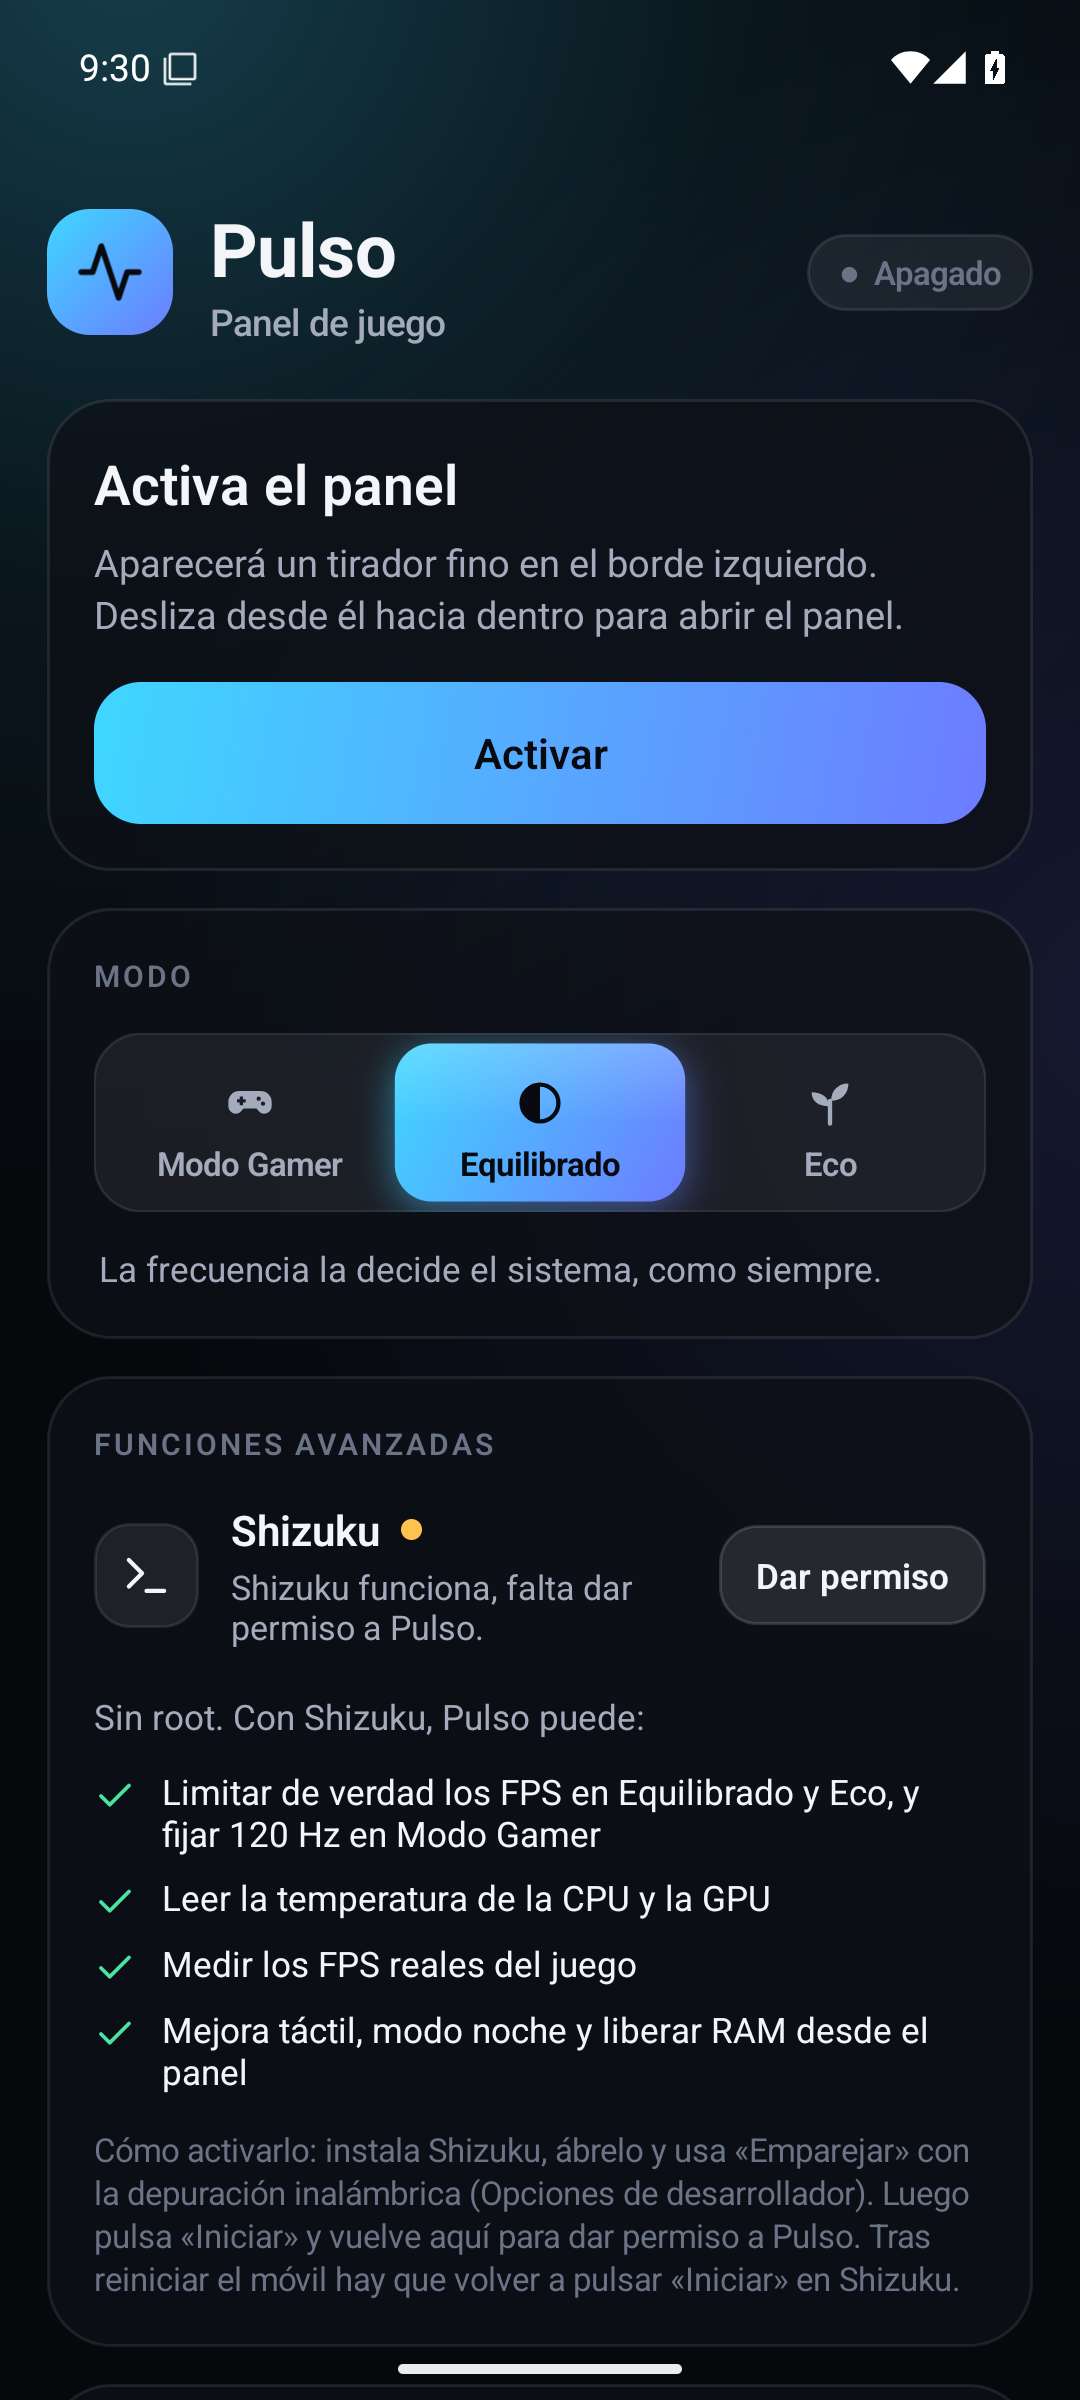 9:30
Pulso
Panel de juego
Apagado
Activa el panel
Aparecerá un tirador fino en el borde izquierdo.
Desliza desde él hacia dentro para abrir el panel.
Activar
MODO
Modo Gamer
Equilibrado
Eco
La frecuencia la decide el sistema, como siempre.
FUNCIONES AVANZADAS
Shizuku
Shizuku funciona, falta dar
permiso a Pulso.
Dar permiso
Sin root. Con Shizuku, Pulso puede:
Limitar de verdad los FPS en Equilibrado y Eco, y
fijar 120 Hz en Modo Gamer
Leer la temperatura de la CPU y la GPU
Medir los FPS reales del juego
Mejora táctil, modo noche y liberar RAM desde el
panel
Cómo activarlo: instala Shizuku, ábrelo y usa «Emparejar» con
la depuración inalámbrica (Opciones de desarrollador). Luego
pulsa «Iniciar» y vuelve aquí para dar permiso a Pulso. Tras
reiniciar el móvil hay que volver a pulsar «Iniciar» en Shizuku.